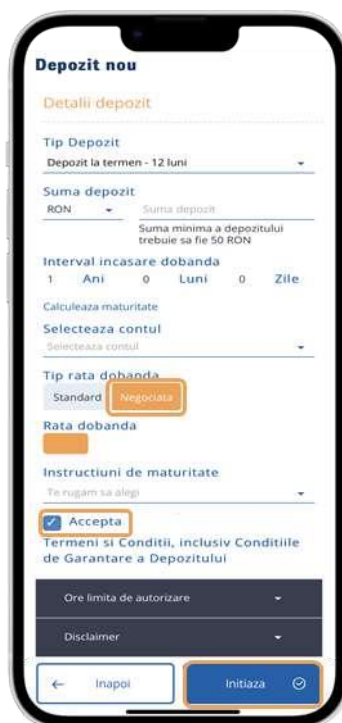 Depozit nou
Detalii depozit
Tip Depozit
Depozit la termen - 12 luni
Suma depozit
RON Suma depozit
Suma minima a depozitului
trebuie sa fie 50 RON
Interval incasare dobanda
1 Ani 0 Luni 0 Zile
Calculeaza maturitate
Selecteaza contul
Selecteaza contul
Tip rata dobanda
Standard Negociata
Rata dobanda
Instructiuni de maturitate
Te rugam sa alegi
Accepta
Termeni si Conditii, inclusiv Conditiile
de Garantare a Depozitului
Ore limita de autorizare
Disclaimer
Inapoi Initiaza